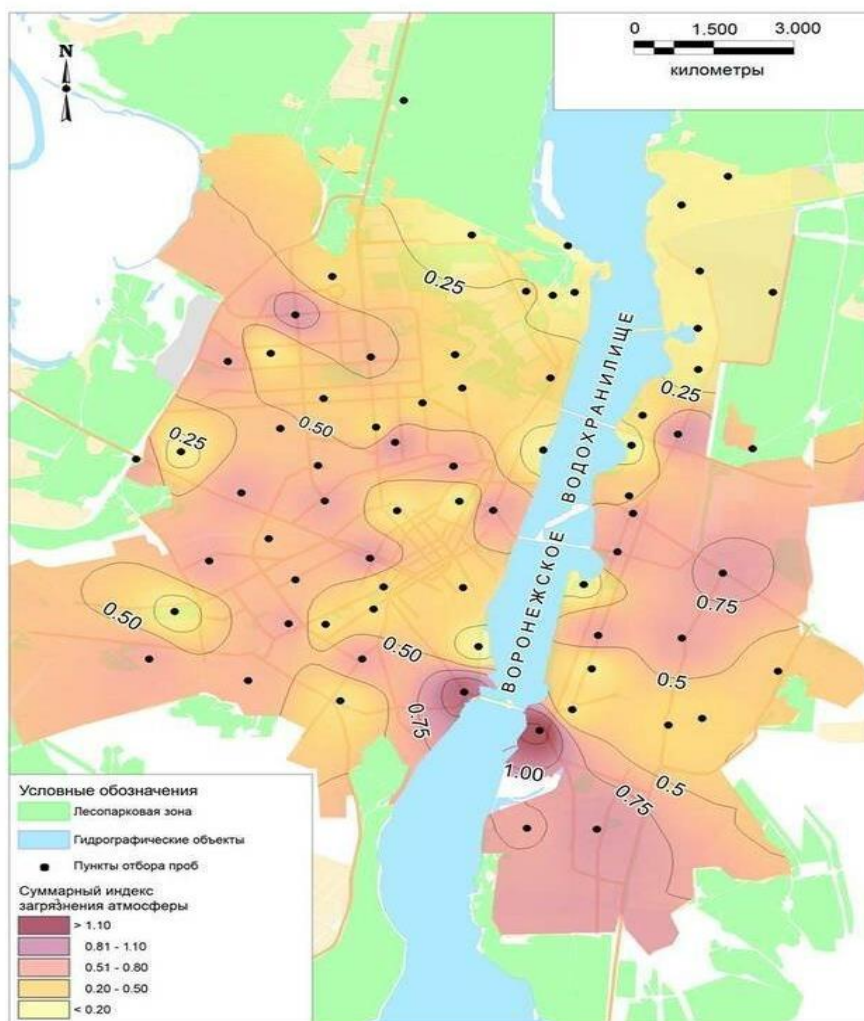 0 1.500 3.000
километры
N
0.25
0.50
0.25
0.25
ВОРОНЕЖСКОЕ ВОДОХРАНИЛИЩЕ
0.75
0.50
0.50
0.5
0.75
1.00
0.75
0.5
Условные обозначения
Лесопарковая зона
Гидрографические объекты
Пункты отбора проб
Суммарный индекс
загрязнения атмосферы
> 1.10
0.81 - 1.10
0.51 - 0.80
0.20 - 0.50
< 0.20